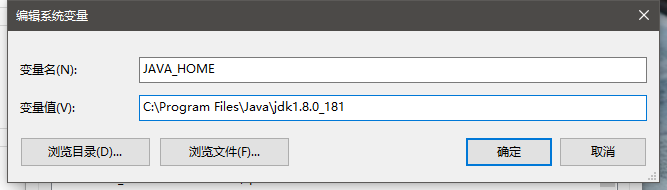 编辑系统变量
变量名(N):
JAVA_HOME
变量值(V):
C:\Program Files\Java\jdk1.8.0_181
浏览目录(D)...
浏览文件(F)...
确定
取消